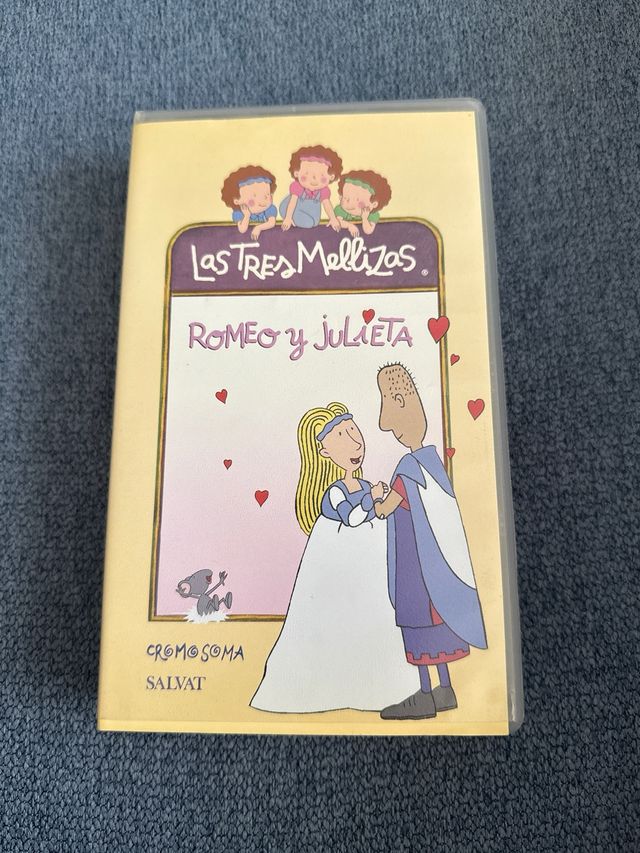 Las Tres Mellizas ®
Romeo y Julieta
CROMOSOMA
SALVAT